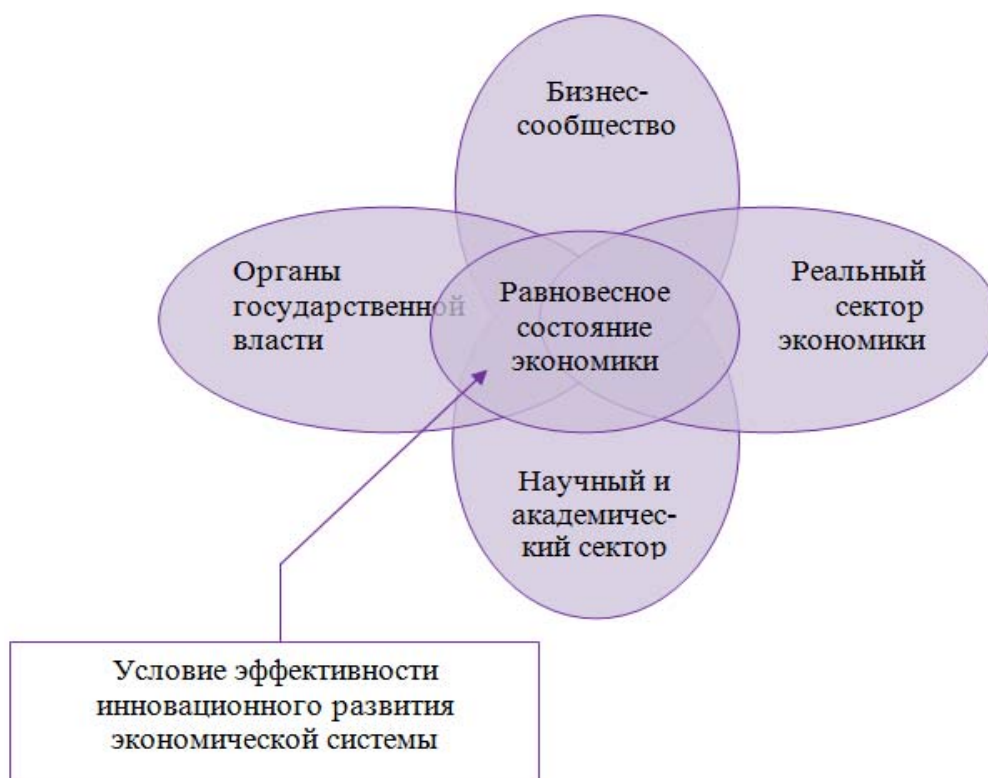 Бизнес-
сообщество
Органы
государственной
власти
Равновесное
состояние
экономики
Реальный
сектор
экономики
Научный и
академичес-
кий сектор
Условие эффективности
инновационного развития
экономической системы